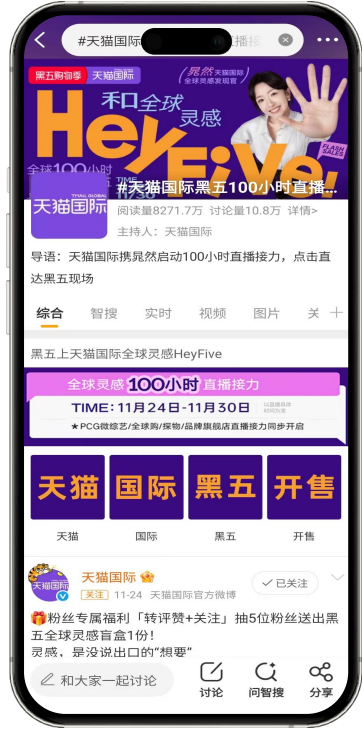 #天猫国际
直播接
黑五购物季 天猫国际
晁然 天猫国际
全球灵感发现官
和全球
灵感
HeyFive!
FLASH SALES
全球100小时
TIME
11/30
#天猫国际黑五100小时直播...
TMALL GLOBAL
天猫国际
阅读量8271.7万 讨论量10.8万 详情>
主持人：天猫国际
导语：天猫国际携晁然启动100小时直播接力，点击直
达黑五现场
综合 智搜 实时 视频 图片 关
黑五上天猫国际全球灵感HeyFive
全球灵感 100小时 直播接力
TIME:11月24日-11月30日
★PCG微综艺/全球购/探物/品牌旗舰店直播接力同步开启
天猫 国际 黑五 开售
天猫 国际 黑五 开售
天猫国际
天猫国际
已关注
关注 11-24 天猫国际官方微博
粉丝专属福利「转评赞+关注」抽5位粉丝送出黑
五全球灵感盲盒1份!
灵感，是没说出口的"想要"
和大家一起讨论
讨论 问智搜 分享